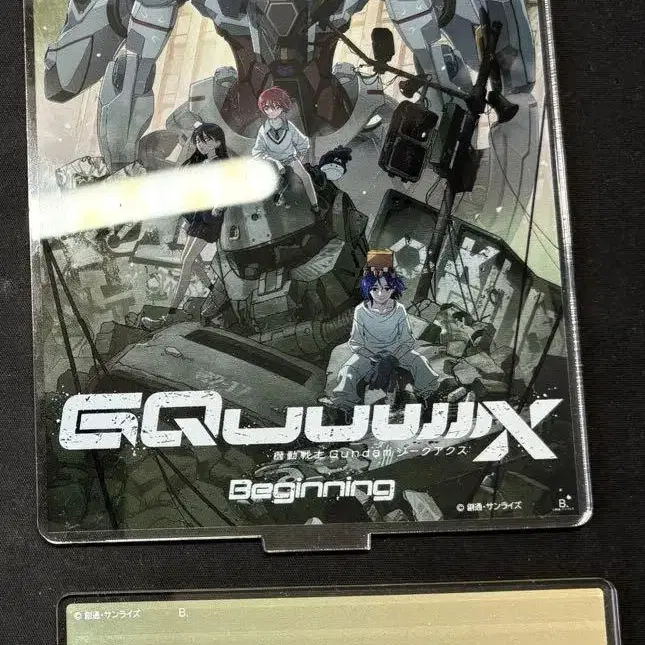 GQuuuuuuX
機動戦士Gundam ジークアクス
Beginning
© 創通・サンライズ B.
© 創通・サンライズ B.